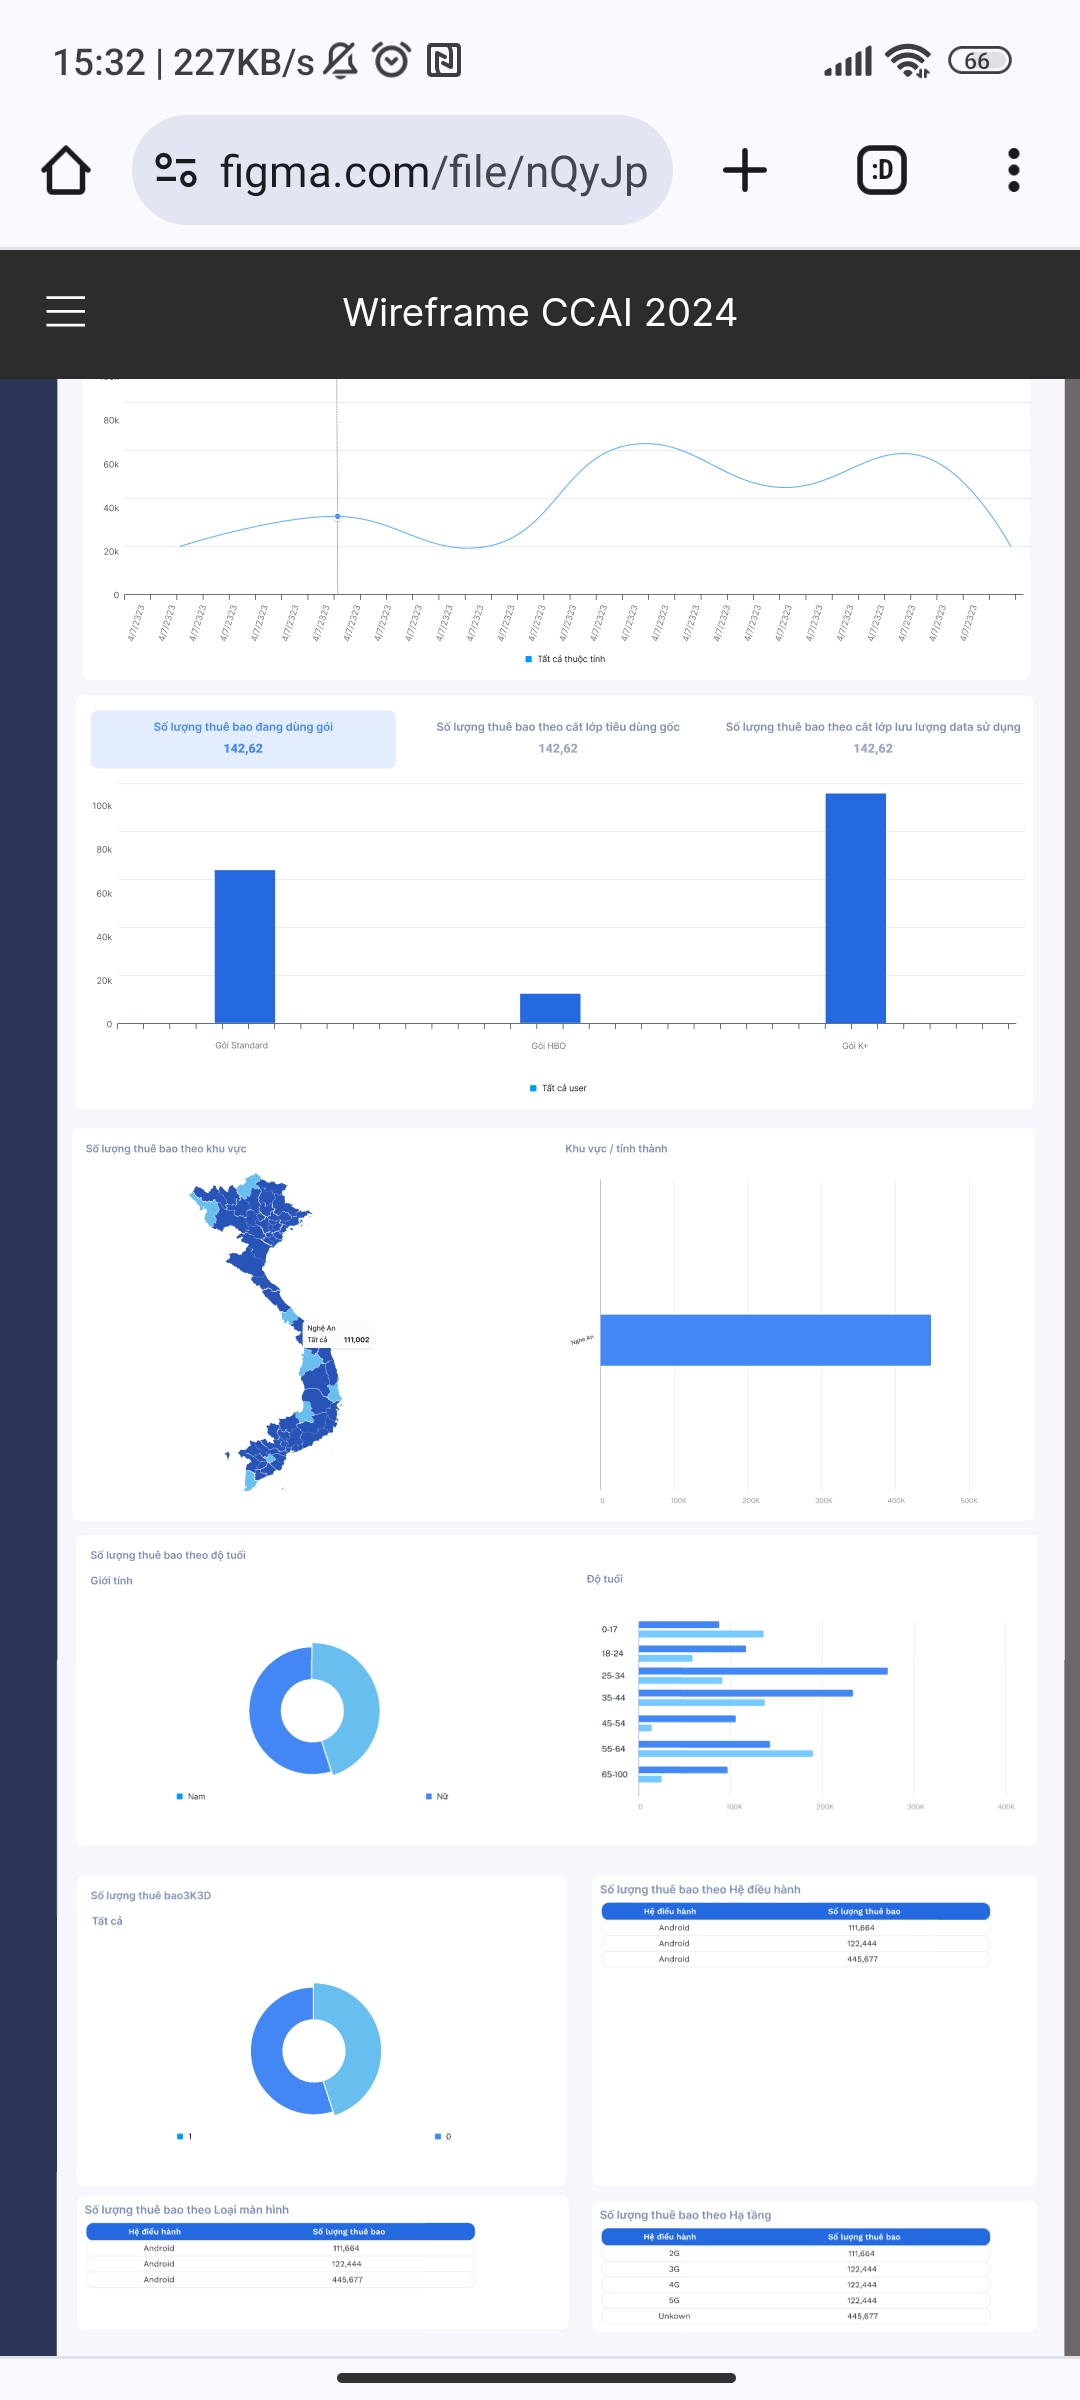 15:32 | 227KB/s
66
figma.com/file/nQyJp
:D
Wireframe CCAI 2024
80k
60k
40k
20k
0
4/7/2323 4/7/2323 4/7/2323 4/7/2323 4/7/2323 4/7/2323 4/7/2323 4/7/2323 4/7/2323 4/7/2323 4/7/2323 4/7/2323 4/7/2323 4/7/2323 4/7/2323 4/7/2323 4/7/2323 4/7/2323 4/7/2323 4/7/2323 4/7/2323 4/7/2323 4/7/2323 4/7/2323 4/7/2323 4/7/2323 4/7/2323 4/7/2323
Tất cả thuộc tính
Số lượng thuê bao đang dùng gói
142,62
Số lượng thuê bao theo cắt lớp tiêu dùng gốc
142,62
Số lượng thuê bao theo cắt lớp lưu lượng data sử dụng
142,62
100k
80k
60k
40k
20k
0
Gói Standard
Gói HBO
Gói K+
Tất cả user
Số lượng thuê bao theo khu vực
Nghệ An
Tất cả 111,002
Khu vực / tỉnh thành
Nghe An
0 100K 200K 300K 400K 500K
Số lượng thuê bao theo độ tuổi
Giới tính
Nam
Nữ
Độ tuổi
0-17
18-24
25-34
35-44
45-54
55-64
65-100
0 100K 200K 300K 400K
Số lượng thuê bao3K3D
Tất cả
1
0
Số lượng thuê bao theo Hệ điều hành
Hệ điều hành Số lượng thuê bao
Android 111,664
Android 122,444
Android 445,677
Số lượng thuê bao theo Loại màn hình
Hệ điều hành Số lượng thuê bao
Android 111,664
Android 122,444
Android 445,677
Số lượng thuê bao theo Hạ tầng
Hệ điều hành Số lượng thuê bao
2G 111,664
3G 122,444
4G 122,444
5G 122,444
Unkown 445,677